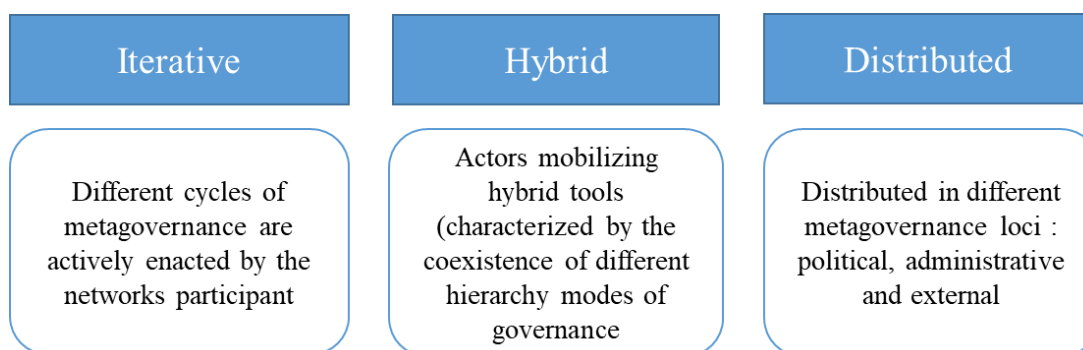 Iterative
Different cycles of
metagovernance are
actively enacted by the
networks participant
Hybrid
Actors mobilizing
hybrid tools
(characterized by the
coexistence of different
hierarchy modes of
governance
Distributed
Distributed in different
metagovernance loci :
political, administrative
and external